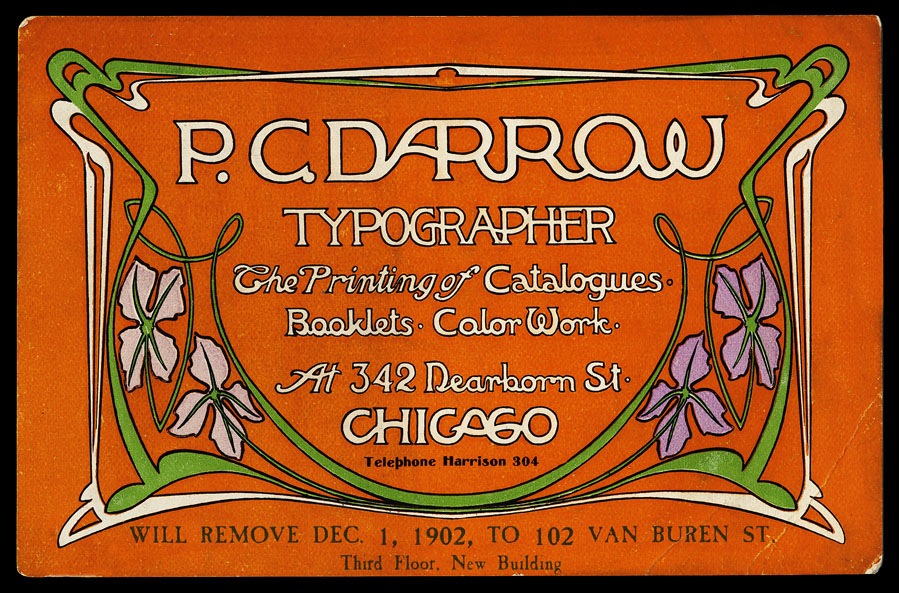 P. C. DARROW
TYPOGRAPHER
The Printing of Catalogues ·
Booklets · Color Work ·
At 342 Dearborn St ·
CHICAGO
Telephone Harrison 304
WILL REMOVE DEC. 1, 1902, TO 102 VAN BUREN ST.
Third Floor, New Building